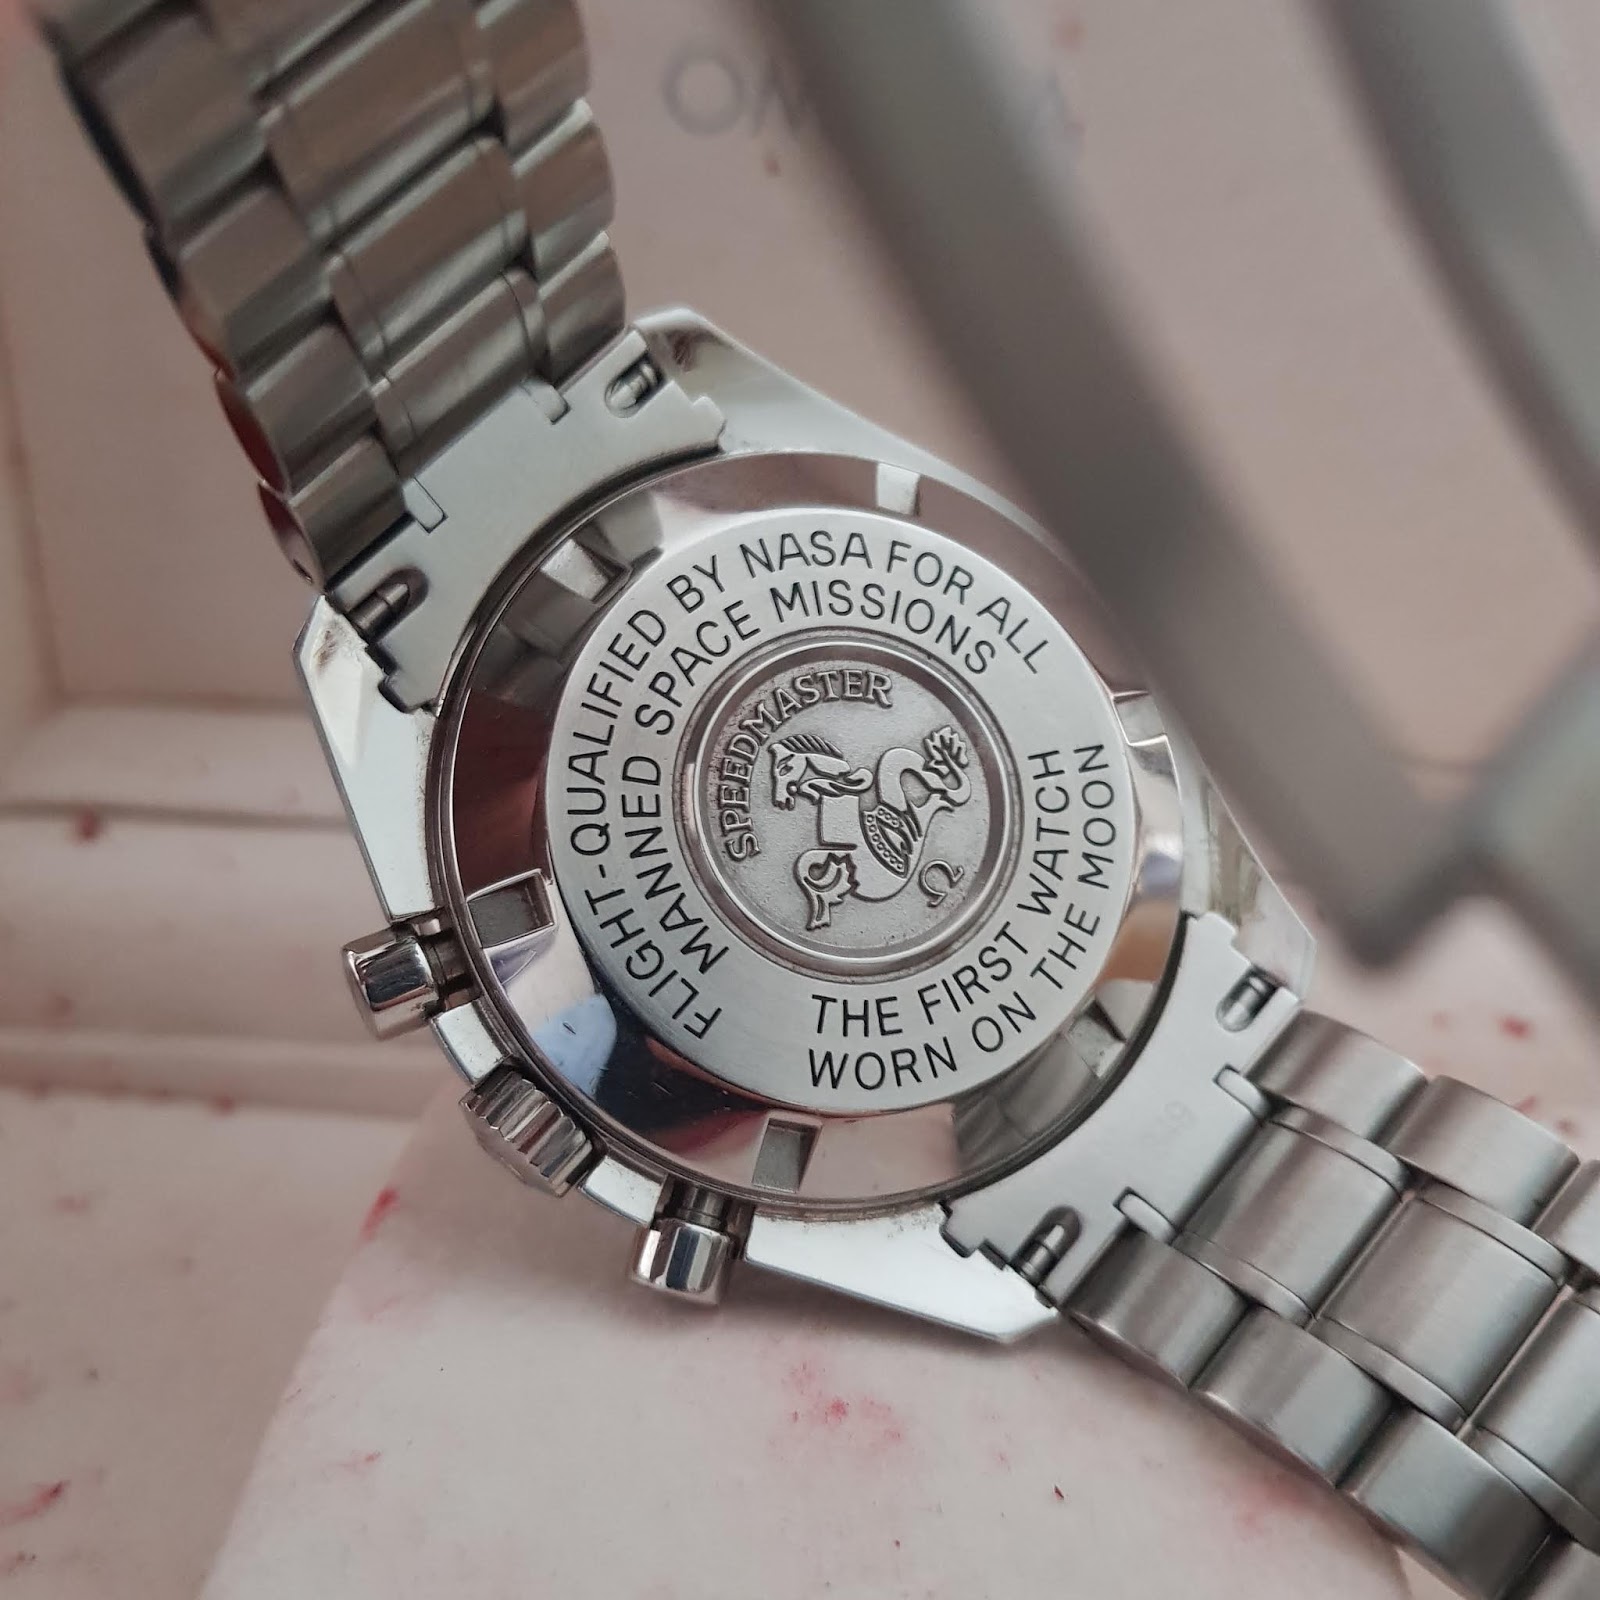 FLIGHT-QUALIFIED BY NASA FOR ALL
MANNED SPACE MISSIONS
SPEEDMASTER
Ω
THE FIRST WATCH
WORN ON THE MOON